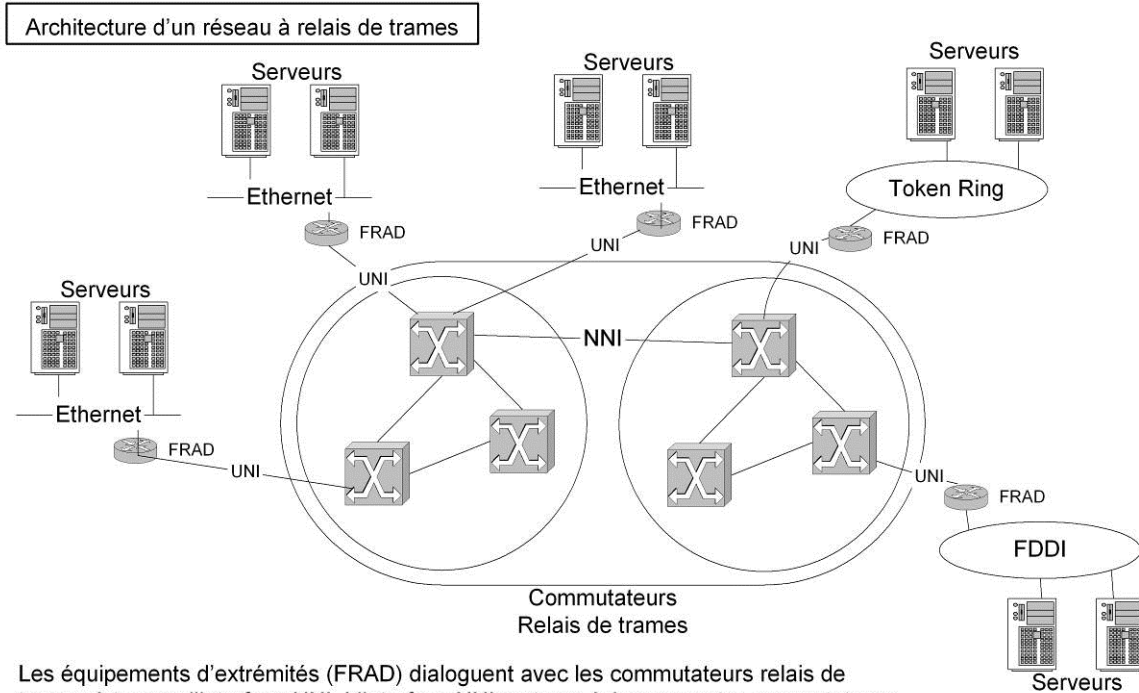 Architecture d'un réseau à relais de trames
Serveurs
Serveurs
Serveurs
Ethernet
Ethernet
Token Ring
FRAD
FRAD
FRAD
UNI
UNI
UNI
Serveurs
NNI
Ethernet
FRAD
UNI
UNI
FRAD
FDDI
Commutateurs
Relais de trames
Serveurs
Les équipements d'extrémités (FRAD) dialoguent avec les commutateurs relais de